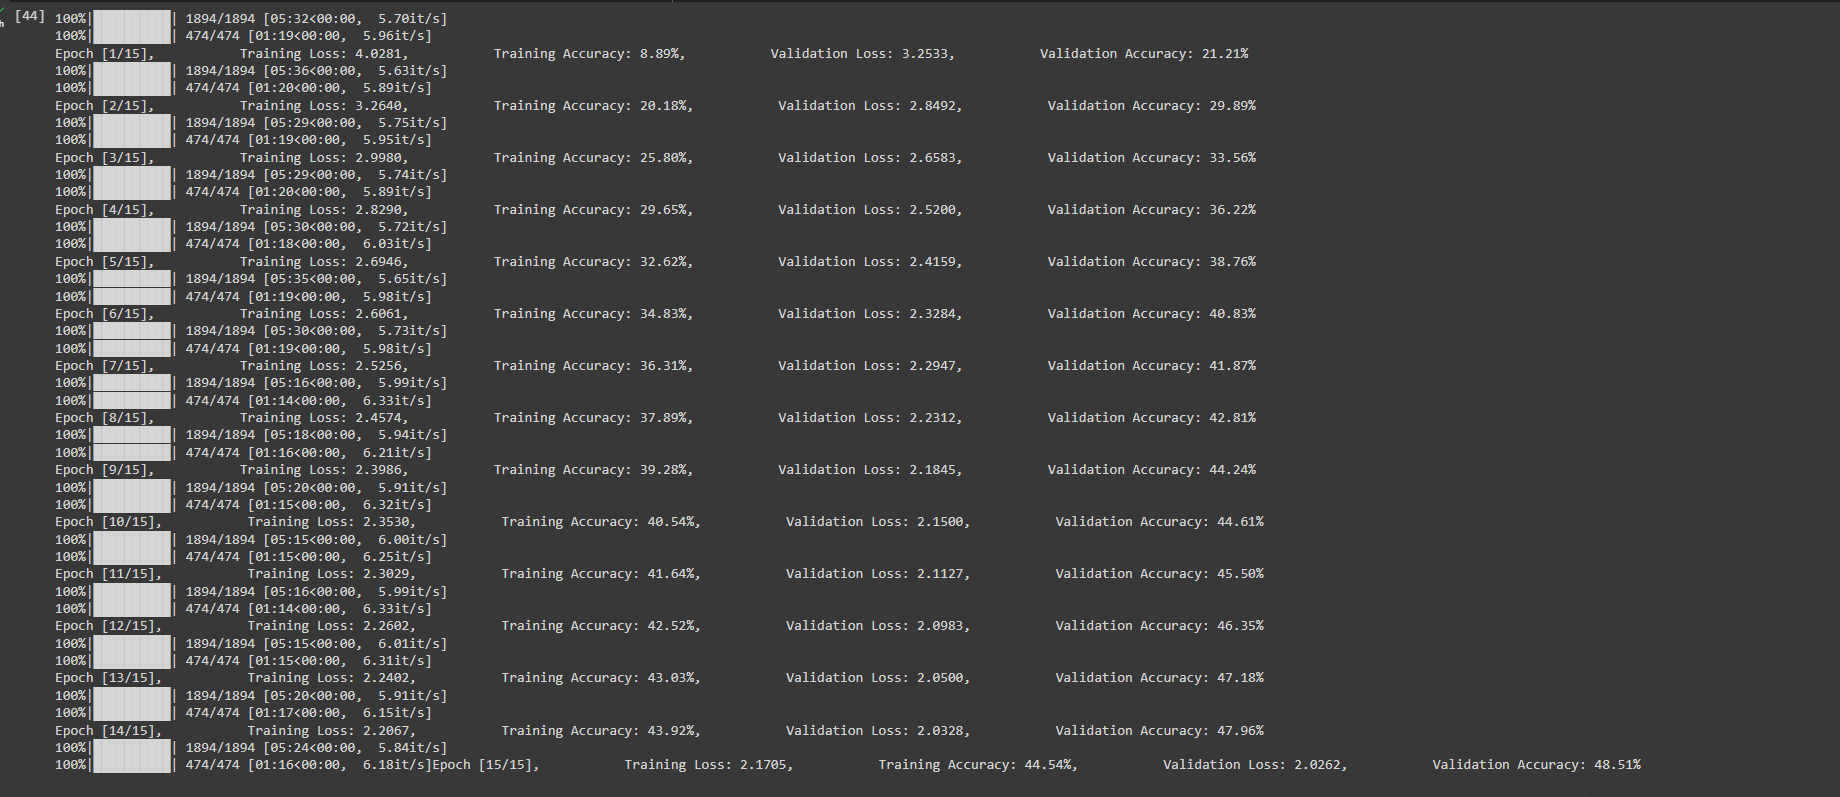 [44] 100%|██████████| 1894/1894 [05:32<00:00,  5.70it/s]
100%|██████████| 474/474 [01:19<00:00,  5.96it/s]
Epoch [1/15],           Training Loss: 4.0281,           Training Accuracy: 8.89%,           Validation Loss: 3.2533,           Validation Accuracy: 21.21%
100%|██████████| 1894/1894 [05:36<00:00,  5.63it/s]
100%|██████████| 474/474 [01:20<00:00,  5.89it/s]
Epoch [2/15],           Training Loss: 3.2640,           Training Accuracy: 20.18%,           Validation Loss: 2.8492,           Validation Accuracy: 29.89%
100%|██████████| 1894/1894 [05:29<00:00,  5.75it/s]
100%|██████████| 474/474 [01:19<00:00,  5.95it/s]
Epoch [3/15],           Training Loss: 2.9980,           Training Accuracy: 25.80%,           Validation Loss: 2.6583,           Validation Accuracy: 33.56%
100%|██████████| 1894/1894 [05:29<00:00,  5.74it/s]
100%|██████████| 474/474 [01:20<00:00,  5.89it/s]
Epoch [4/15],           Training Loss: 2.8290,           Training Accuracy: 29.65%,           Validation Loss: 2.5200,           Validation Accuracy: 36.22%
100%|██████████| 1894/1894 [05:30<00:00,  5.72it/s]
100%|██████████| 474/474 [01:18<00:00,  6.03it/s]
Epoch [5/15],           Training Loss: 2.6946,           Training Accuracy: 32.62%,           Validation Loss: 2.4159,           Validation Accuracy: 38.76%
100%|██████████| 1894/1894 [05:35<00:00,  5.65it/s]
100%|██████████| 474/474 [01:19<00:00,  5.98it/s]
Epoch [6/15],           Training Loss: 2.6061,           Training Accuracy: 34.83%,           Validation Loss: 2.3284,           Validation Accuracy: 40.83%
100%|██████████| 1894/1894 [05:30<00:00,  5.73it/s]
100%|██████████| 474/474 [01:19<00:00,  5.98it/s]
Epoch [7/15],           Training Loss: 2.5256,           Training Accuracy: 36.31%,           Validation Loss: 2.2947,           Validation Accuracy: 41.87%
100%|██████████| 1894/1894 [05:16<00:00,  5.99it/s]
100%|██████████| 474/474 [01:14<00:00,  6.33it/s]
Epoch [8/15],           Training Loss: 2.4574,           Training Accuracy: 37.89%,           Validation Loss: 2.2312,           Validation Accuracy: 42.81%
100%|██████████| 1894/1894 [05:18<00:00,  5.94it/s]
100%|██████████| 474/474 [01:16<00:00,  6.21it/s]
Epoch [9/15],           Training Loss: 2.3986,           Training Accuracy: 39.28%,           Validation Loss: 2.1845,           Validation Accuracy: 44.24%
100%|██████████| 1894/1894 [05:20<00:00,  5.91it/s]
100%|██████████| 474/474 [01:15<00:00,  6.32it/s]
Epoch [10/15],           Training Loss: 2.3530,           Training Accuracy: 40.54%,           Validation Loss: 2.1500,           Validation Accuracy: 44.61%
100%|██████████| 1894/1894 [05:15<00:00,  6.00it/s]
100%|██████████| 474/474 [01:15<00:00,  6.25it/s]
Epoch [11/15],           Training Loss: 2.3029,           Training Accuracy: 41.64%,           Validation Loss: 2.1127,           Validation Accuracy: 45.50%
100%|██████████| 1894/1894 [05:16<00:00,  5.99it/s]
100%|██████████| 474/474 [01:14<00:00,  6.33it/s]
Epoch [12/15],           Training Loss: 2.2602,           Training Accuracy: 42.52%,           Validation Loss: 2.0983,           Validation Accuracy: 46.35%
100%|██████████| 1894/1894 [05:15<00:00,  6.01it/s]
100%|██████████| 474/474 [01:15<00:00,  6.31it/s]
Epoch [13/15],           Training Loss: 2.2402,           Training Accuracy: 43.03%,           Validation Loss: 2.0500,           Validation Accuracy: 47.18%
100%|██████████| 1894/1894 [05:20<00:00,  5.91it/s]
100%|██████████| 474/474 [01:17<00:00,  6.15it/s]
Epoch [14/15],           Training Loss: 2.2067,           Training Accuracy: 43.92%,           Validation Loss: 2.0328,           Validation Accuracy: 47.96%
100%|██████████| 1894/1894 [05:24<00:00,  5.84it/s]
100%|██████████| 474/474 [01:16<00:00,  6.18it/s]Epoch [15/15],           Training Loss: 2.1705,           Training Accuracy: 44.54%,           Validation Loss: 2.0262,           Validation Accuracy: 48.51%